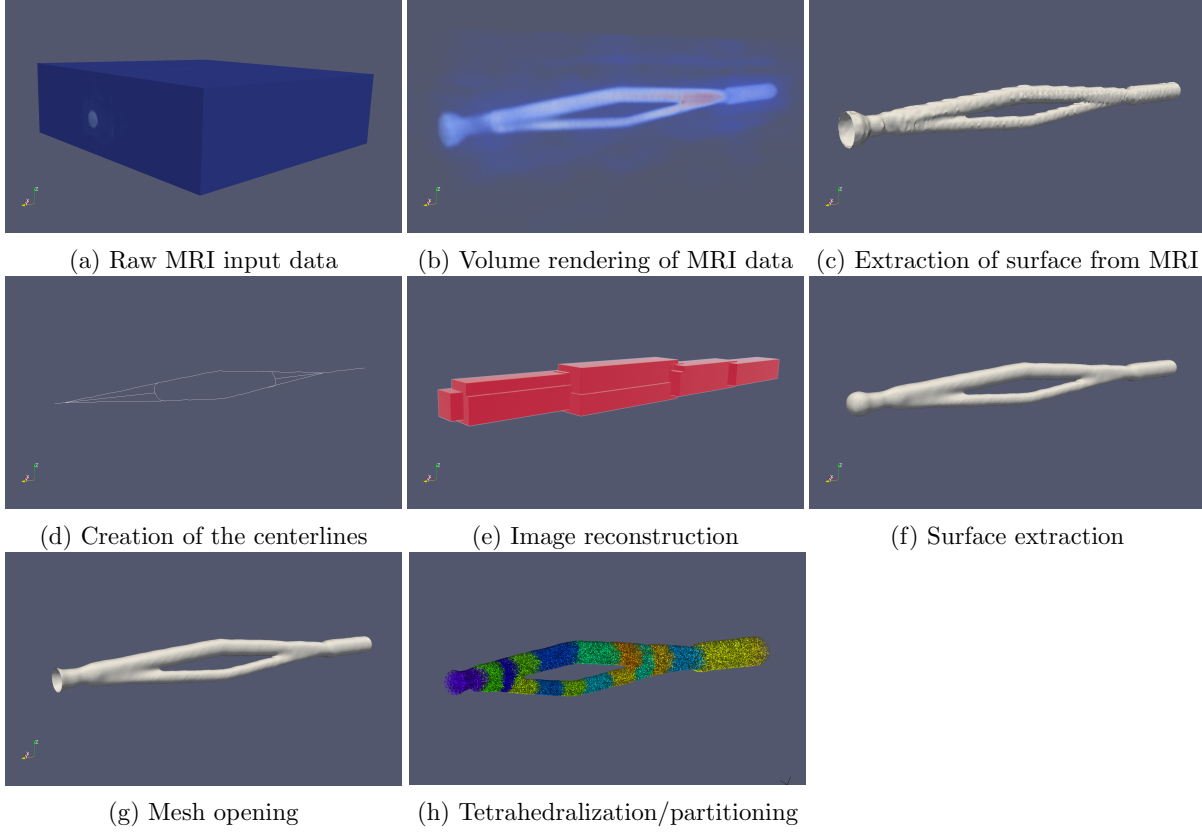 (a) Raw MRI input data
(b) Volume rendering of MRI data
(c) Extraction of surface from MRI
(d) Creation of the centerlines
(e) Image reconstruction
(f) Surface extraction
(g) Mesh opening
(h) Tetrahedralization/partitioning